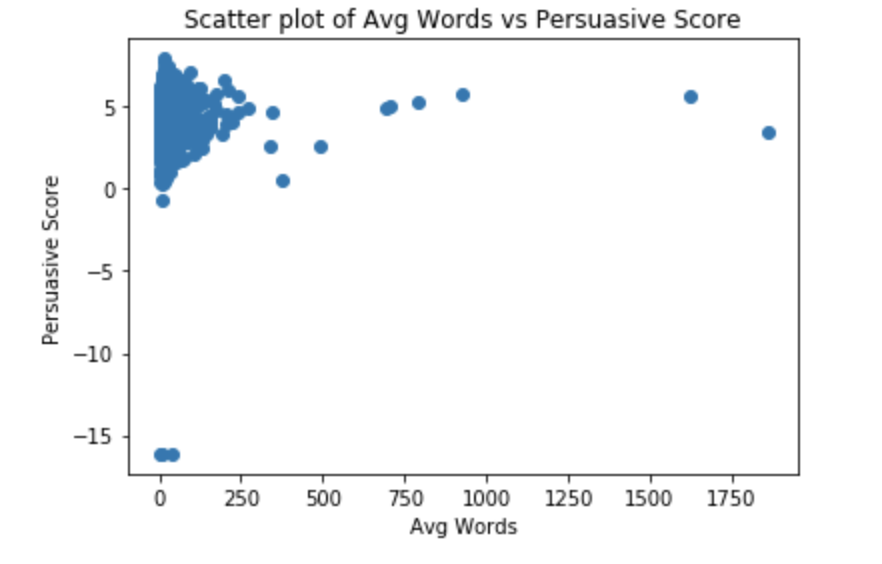 Scatter plot of Avg Words vs Persuasive Score
Persuasive Score
5
0
−5
−10
−15
0 250 500 750 1000 1250 1500 1750
Avg Words